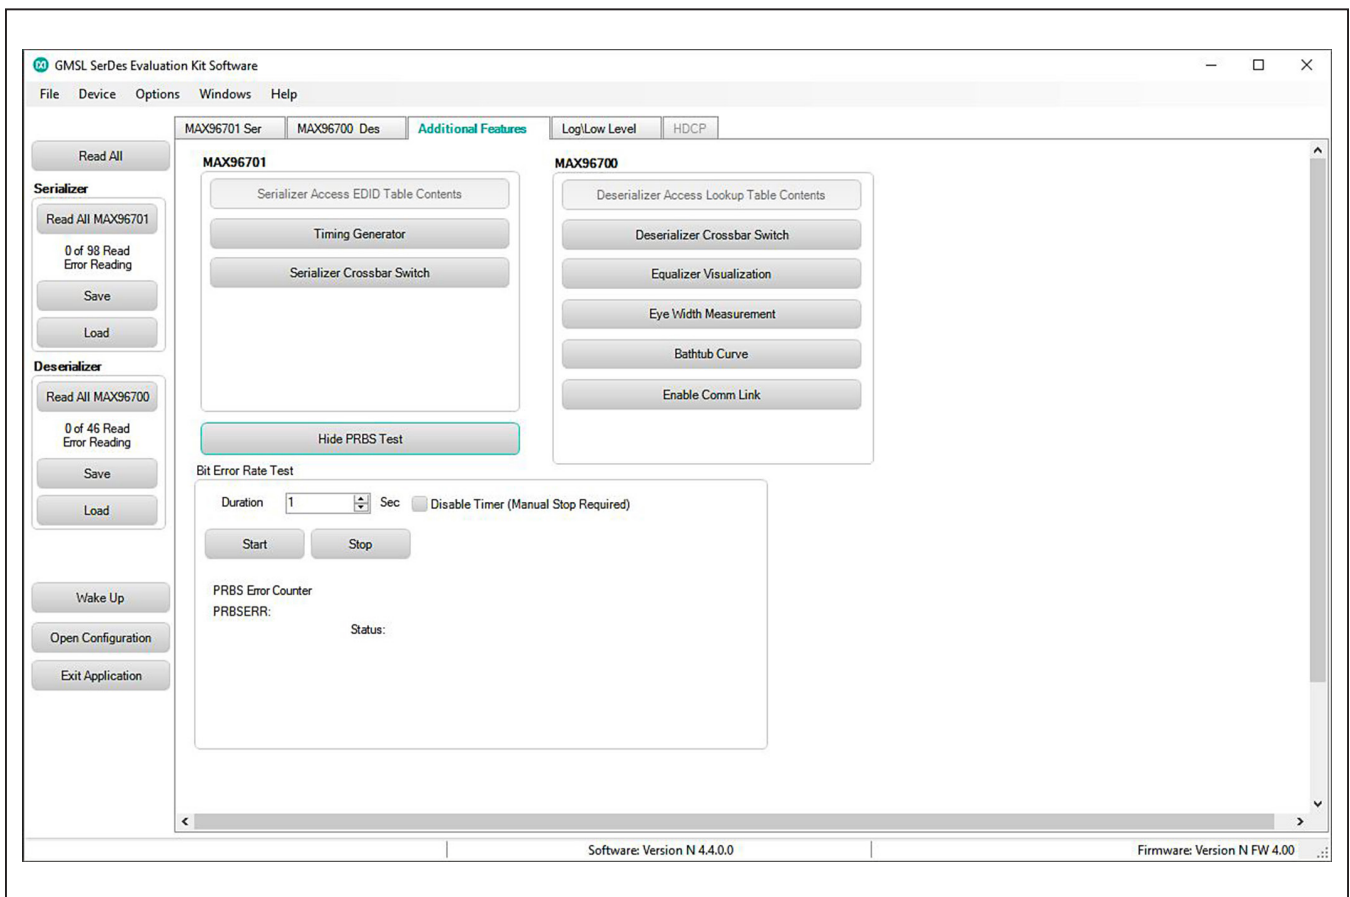 GMSL SerDes Evaluation Kit Software
File Device Options Windows Help
MAX96701 Ser MAX96700 Des Additional Features Log\Low Level HDCP
Read All
Serializer
Read All MAX96701
0 of 98 Read
Error Reading
Save
Load
Deserializer
Read All MAX96700
0 of 46 Read
Error Reading
Save
Load
Wake Up
Open Configuration
Exit Application
MAX96701
Serializer Access EDID Table Contents
Timing Generator
Serializer Crossbar Switch
MAX96700
Deserializer Access Lookup Table Contents
Deserializer Crossbar Switch
Equalizer Visualization
Eye Width Measurement
Bathtub Curve
Enable Comm Link
Hide PRBS Test
Bit Error Rate Test
Duration 1 Sec Disable Timer (Manual Stop Required)
Start Stop
PRBS Error Counter
PRBSERR:
Status:
Software: Version N 4.4.0.0 Firmware: Version N FW 4.00